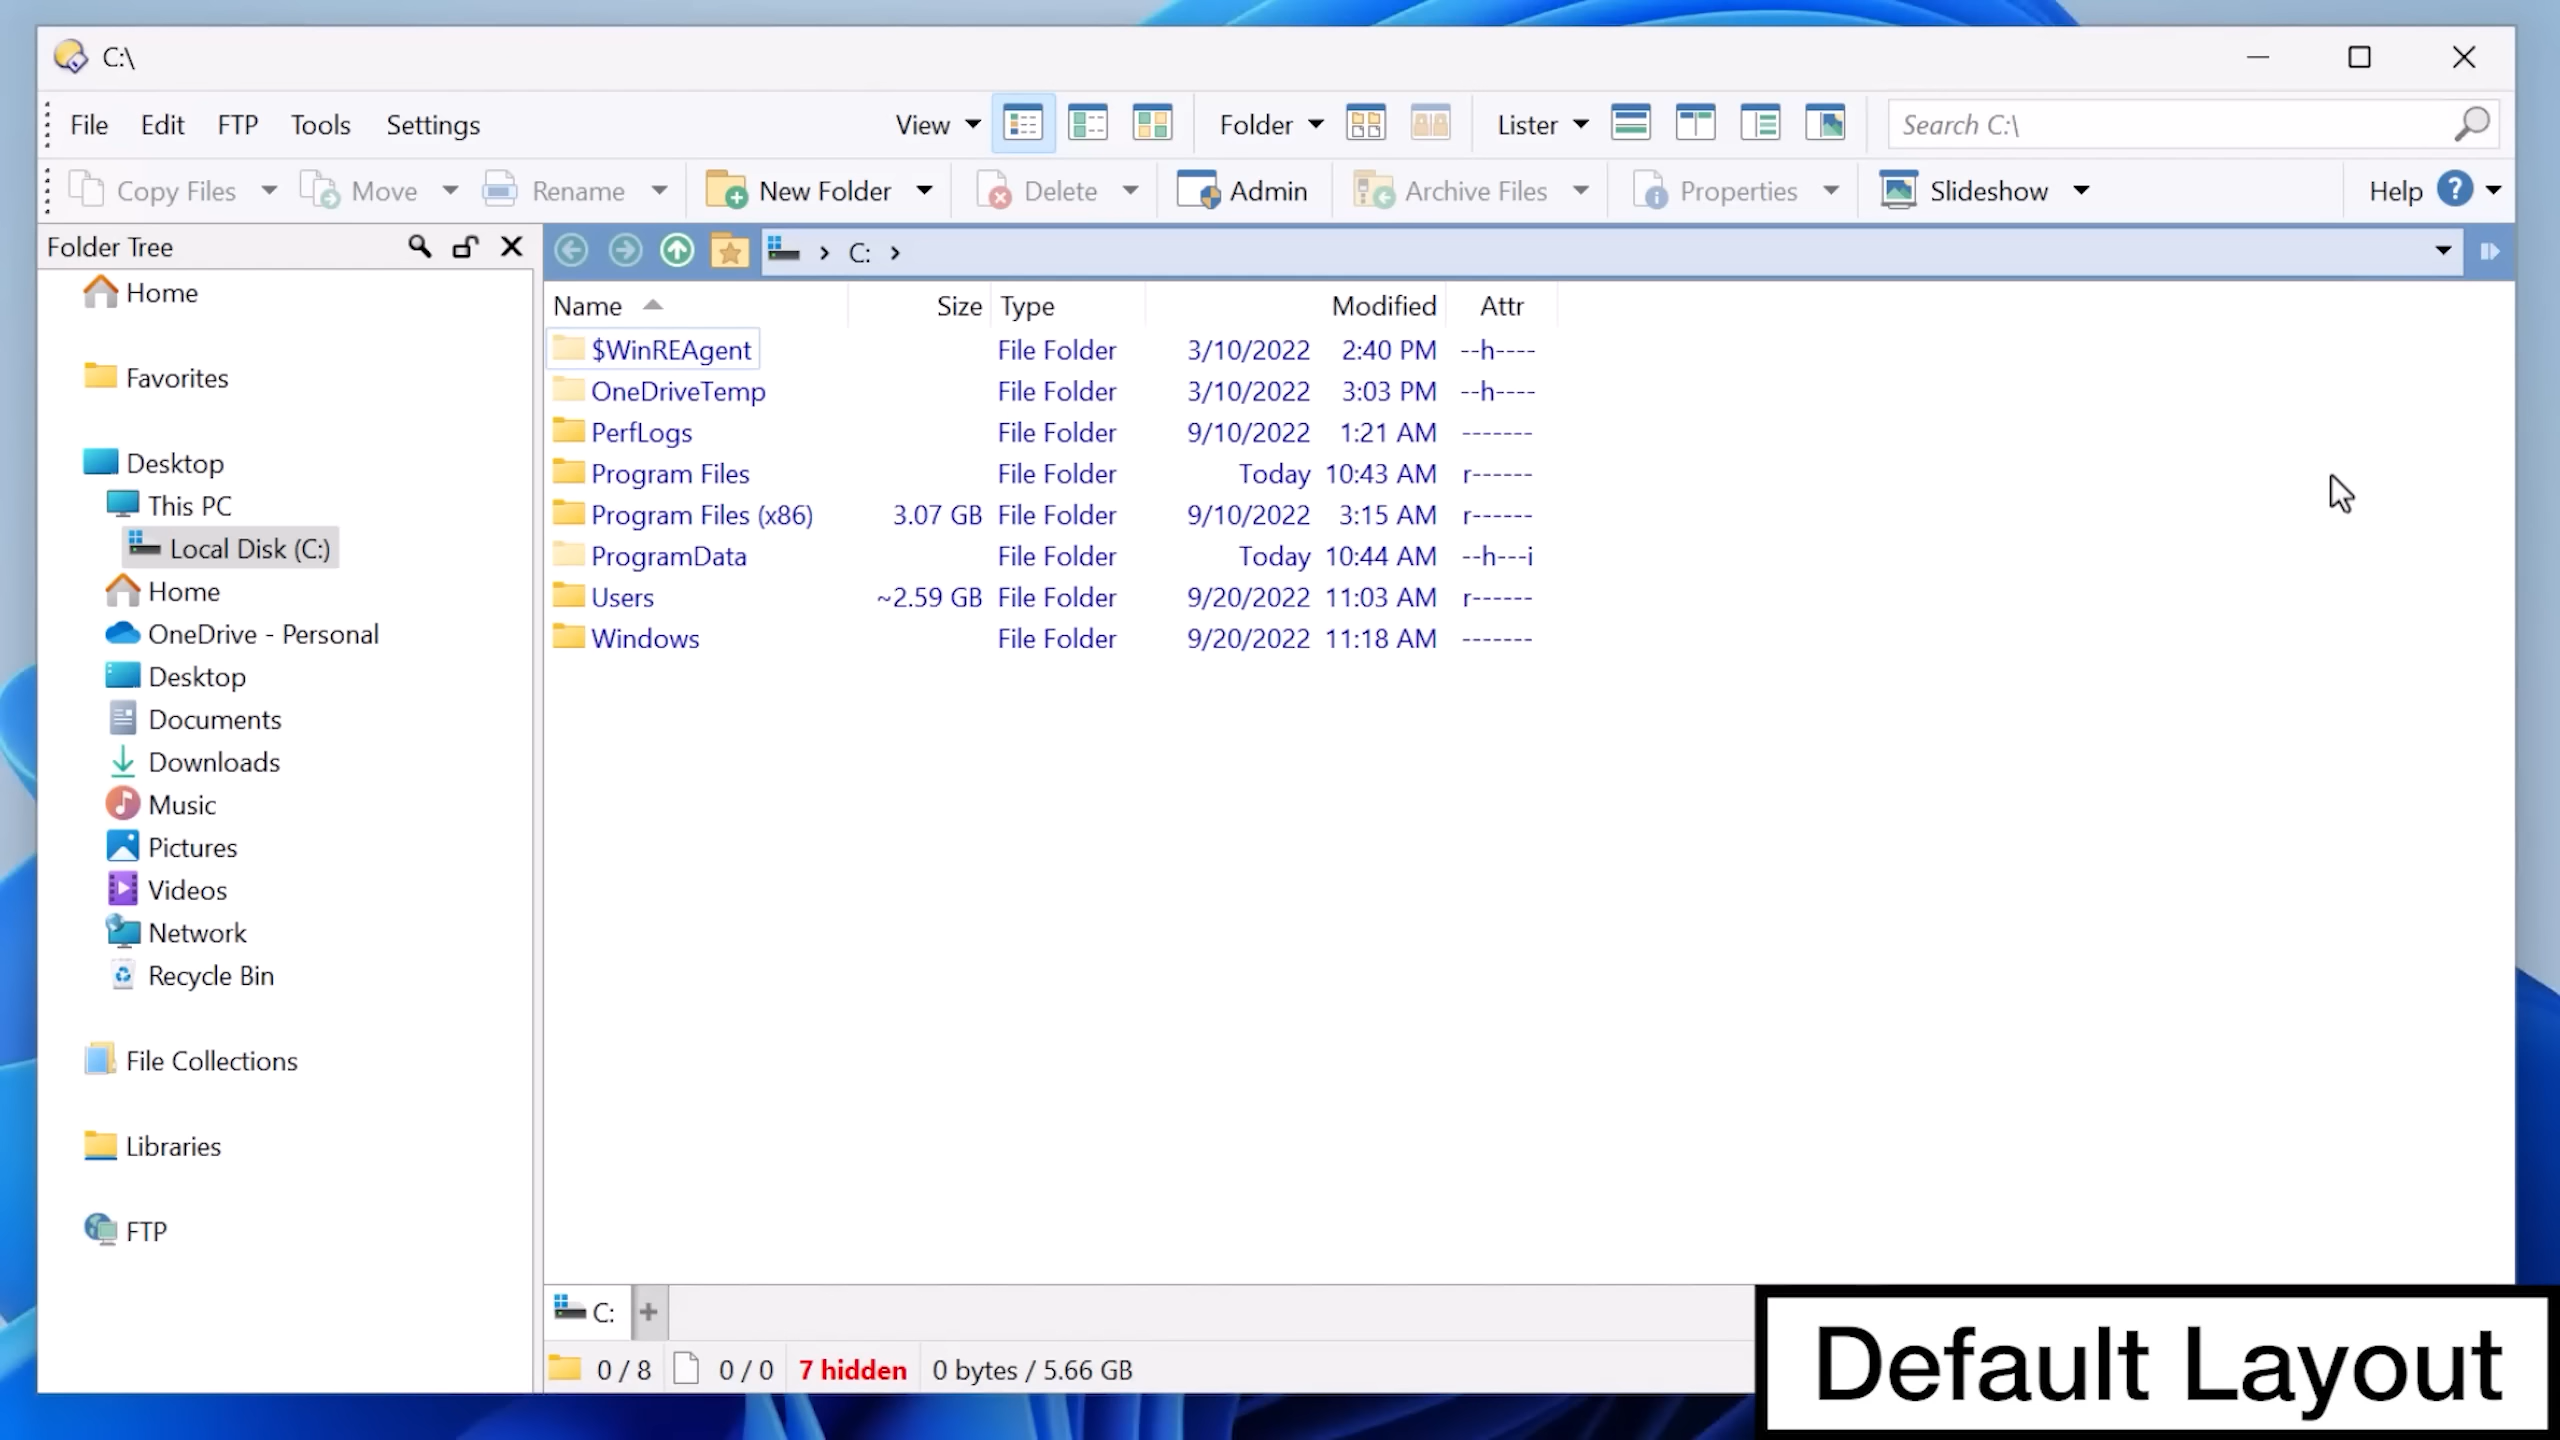 C:\
File Edit FTP Tools Settings View Folder Lister Search C:\
Copy Files Move Rename New Folder Delete Admin Archive Files Properties Slideshow Help ?
Folder Tree
C:
Home
Favorites
Desktop
This PC
Local Disk (C:)
Home
OneDrive - Personal
Desktop
Documents
Downloads
Music
Pictures
Videos
Network
Recycle Bin
File Collections
Libraries
FTP
Name Size Type Modified Attr
$WinREAgent File Folder 3/10/2022 2:40 PM --h----
OneDriveTemp File Folder 3/10/2022 3:03 PM --h----
PerfLogs File Folder 9/10/2022 1:21 AM -------
Program Files File Folder Today 10:43 AM r------
Program Files (x86) 3.07 GB File Folder 9/10/2022 3:15 AM r------
ProgramData File Folder Today 10:44 AM --h---i
Users ~2.59 GB File Folder 9/20/2022 11:03 AM r------
Windows File Folder 9/20/2022 11:18 AM -------
C: +
0 / 8 0 / 0 7 hidden 0 bytes / 5.66 GB
Default Layout